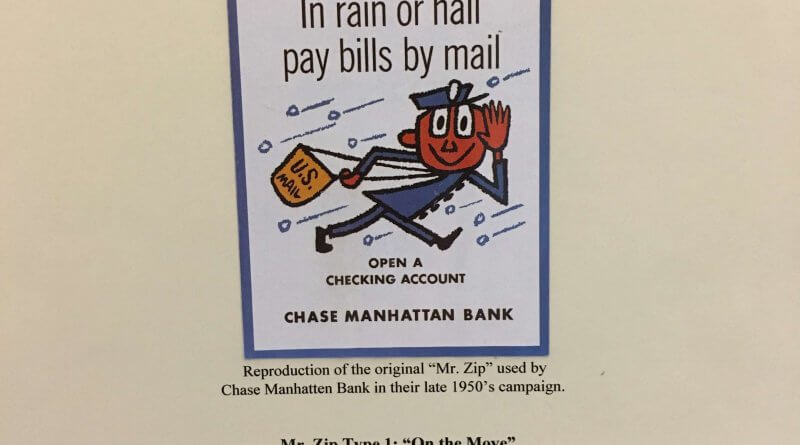 In rain or hail
pay bills by mail
U.S.
MAIL
OPEN A
CHECKING ACCOUNT
CHASE MANHATTAN BANK
Reproduction of the original “Mr. Zip” used by
Chase Manhatten Bank in their late 1950’s campaign.
Mr. Zip Type 1: “On the Move”